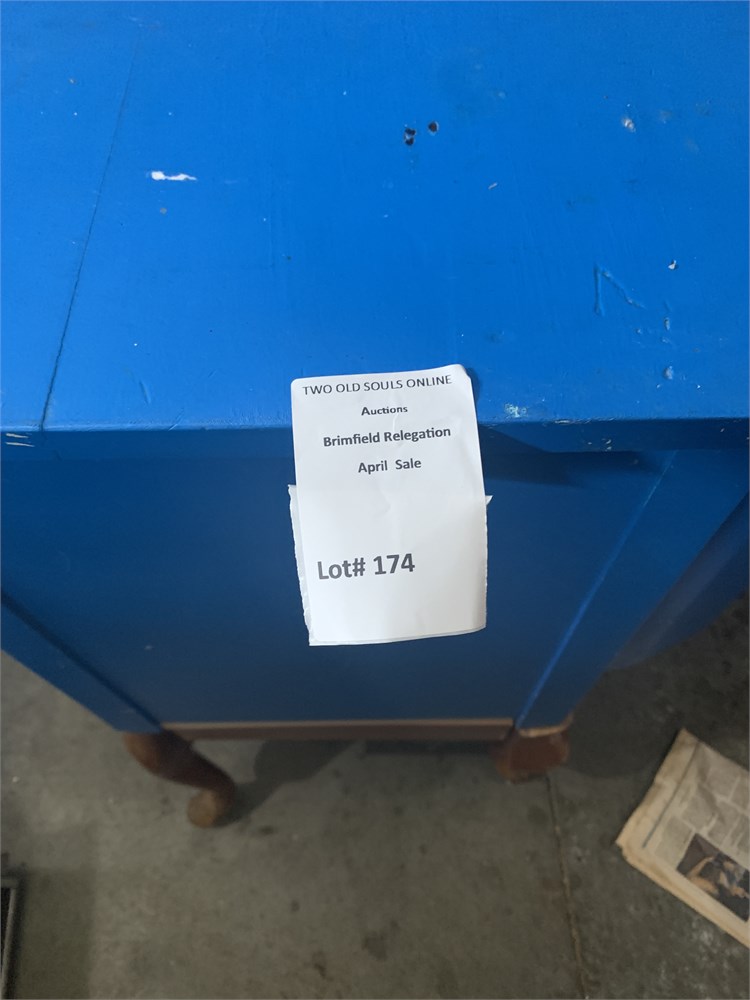 TWO OLD SOULS ONLINE
Auctions
Brimfield Relegation
April Sale
Lot# 174